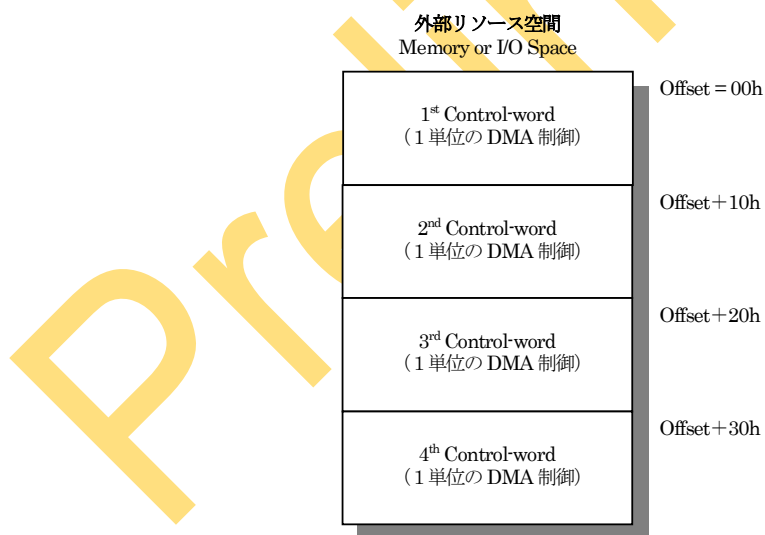 外部リソース空間
Memory or I/O Space
Offset = 00h
1st Control-word
(1単位の DMA 制御)
Offset+10h
2nd Control-word
(1単位の DMA 制御)
Offset+20h
3rd Control-word
(1単位の DMA 制御)
Offset+30h
4th Control-word
(1単位の DMA 制御)